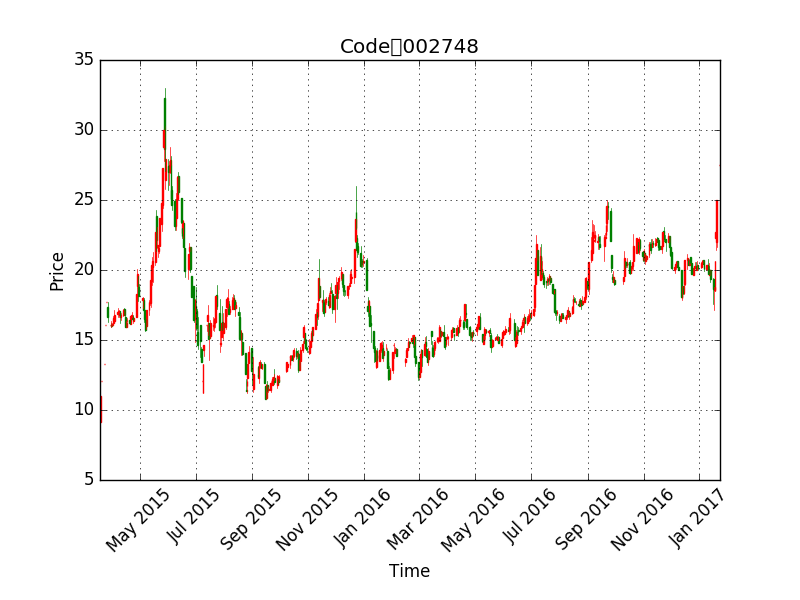 Code▯002748
35
30
25
20
15
10
5
Price
May 2015
Jul 2015
Sep 2015
Nov 2015
Jan 2016
Mar 2016
May 2016
Jul 2016
Sep 2016
Nov 2016
Jan 2017
Time